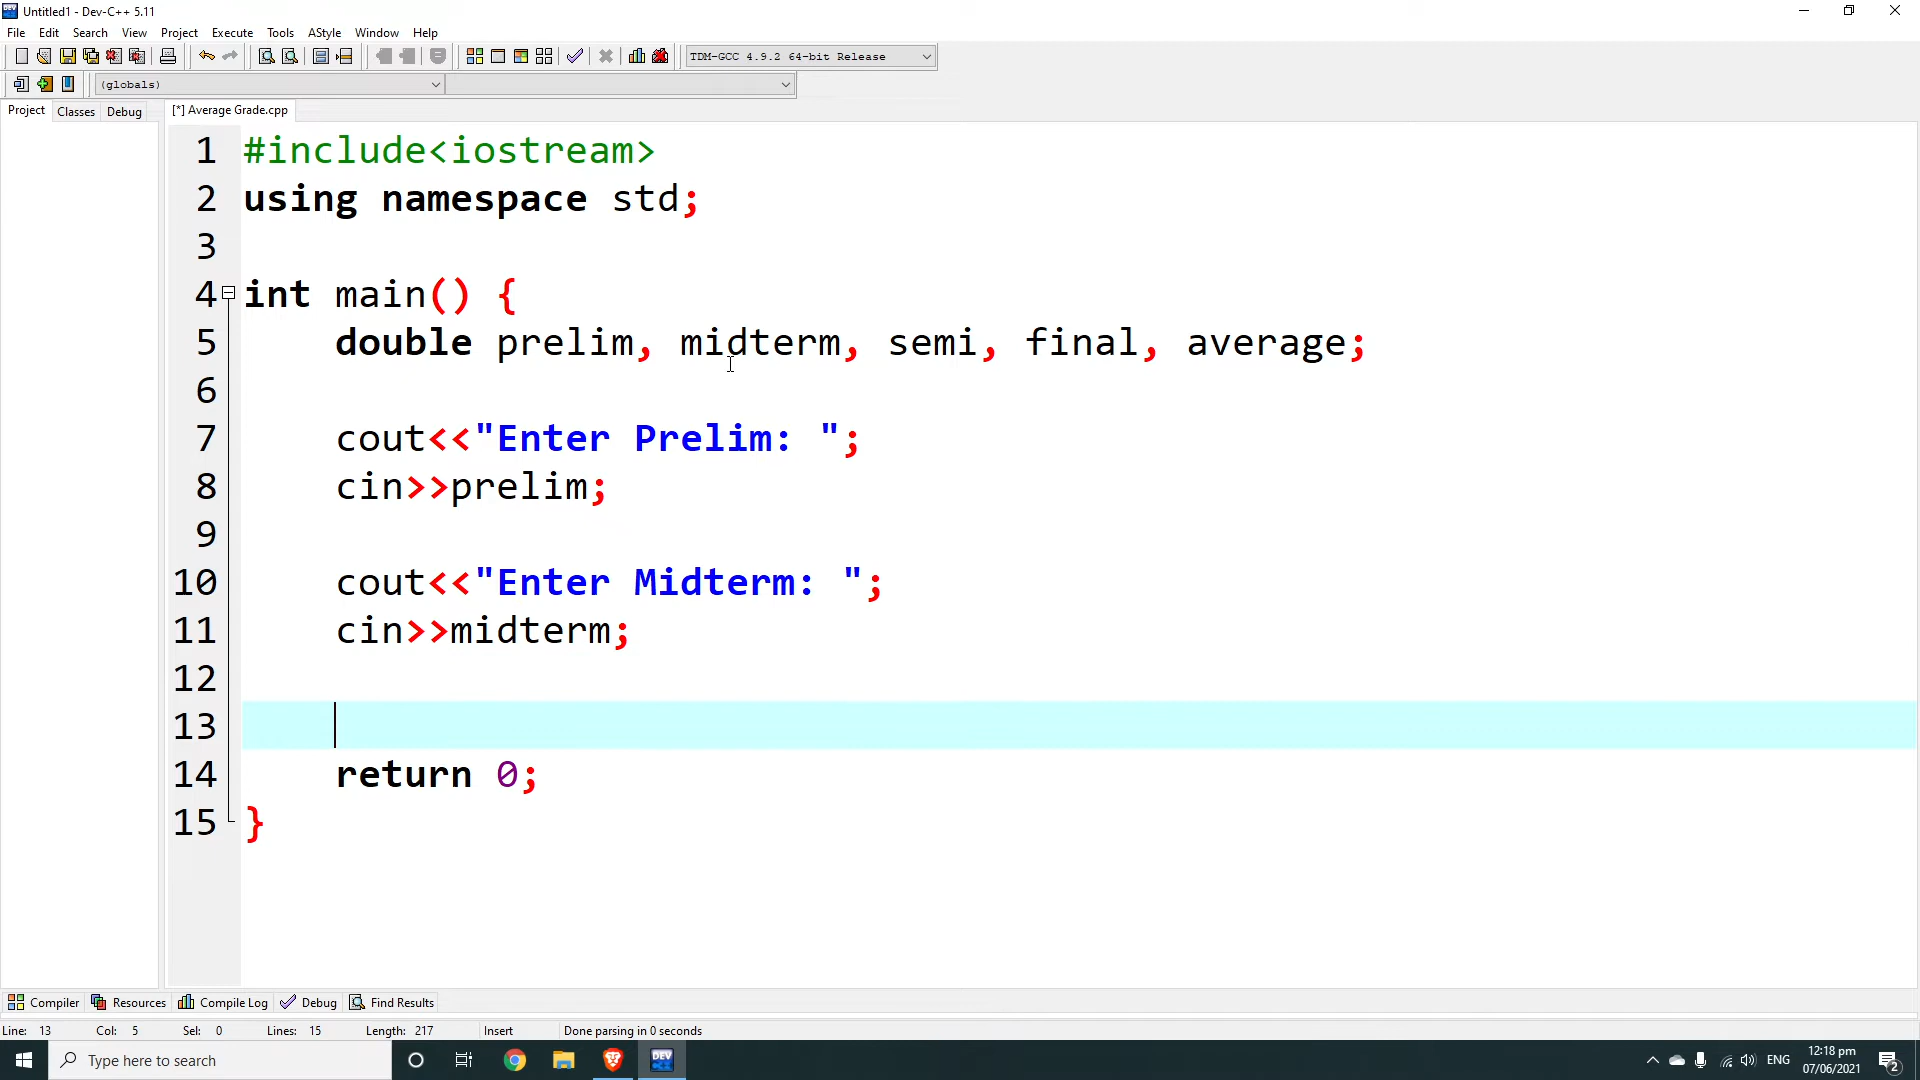 Untitled1 - Dev-C++ 5.11
File Edit Search View Project Execute Tools AStyle Window Help
TDM-GCC 4.9.2 64-bit Release
(globals)
Project Classes Debug [*] Average Grade.cpp
1 #include<iostream>
2 using namespace std;
3
4 int main() {
5 double prelim, midterm, semi, final, average;
6
7 cout<<"Enter Prelim: ";
8 cin>>prelim;
9
10 cout<<"Enter Midterm: ";
11 cin>>midterm;
12
13
14 return 0;
15 }
Compiler Resources Compile Log Debug Find Results
Line: 13 Col: 5 Sel: 0 Lines: 15 Length: 217 Insert Done parsing in 0 seconds
Type here to search
DEV
ENG
12:18 pm
07/06/2021
2